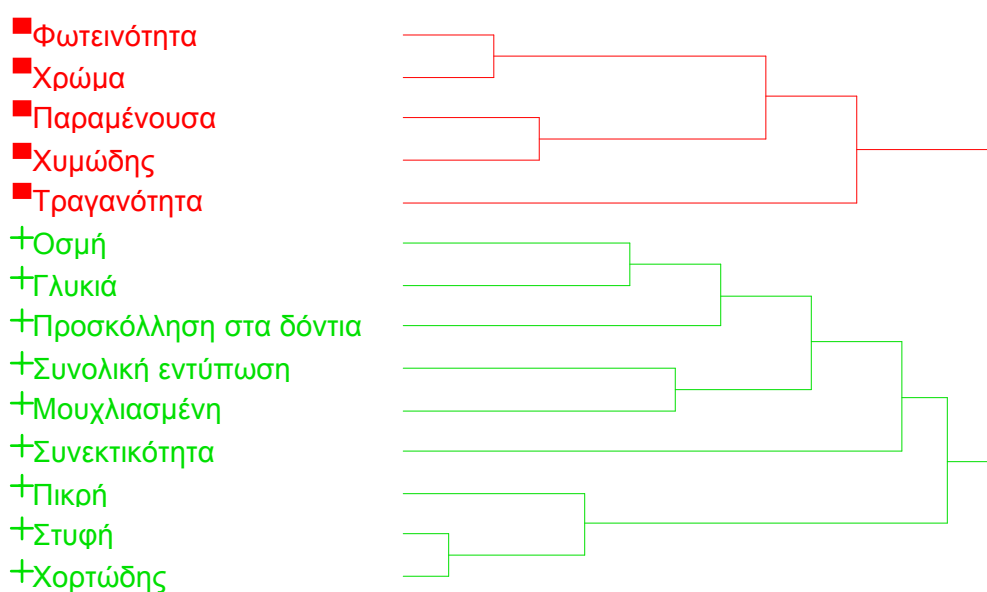 Φωτεινότητα
Χρώμα
Παραμένουσα
Χυμώδης
Τραγανότητα
Οσμή
Γλυκιά
Προσκόλληση στα δόντια
Συνολική εντύπωση
Μουχλιασμένη
Συνεκτικότητα
Πικρή
Στυφή
Χορτώδης